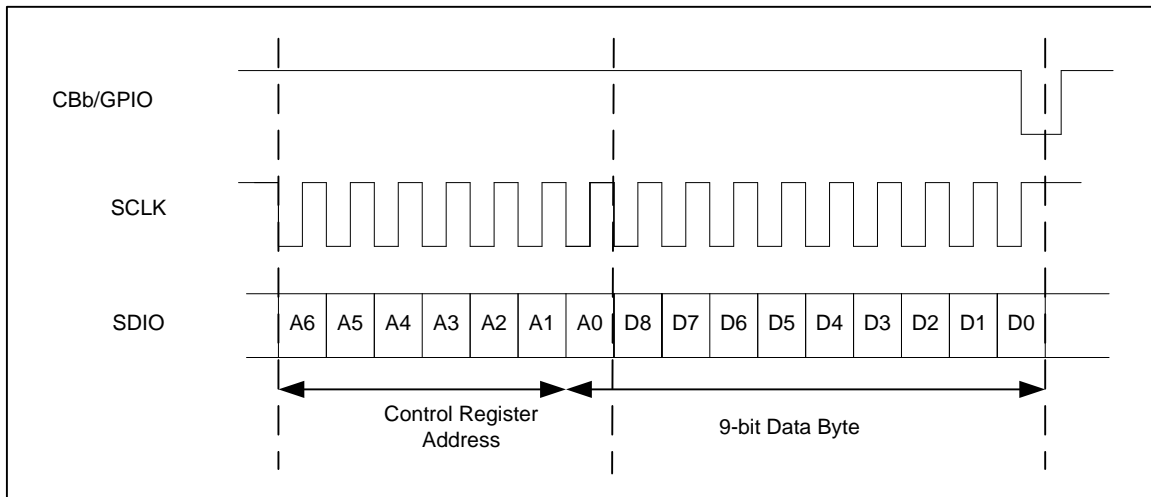 CBb/GPIO
SCLK
SDIO
A6 A5 A4 A3 A2 A1 A0 D8 D7 D6 D5 D4 D3 D2 D1 D0
Control Register
Address
9-bit Data Byte